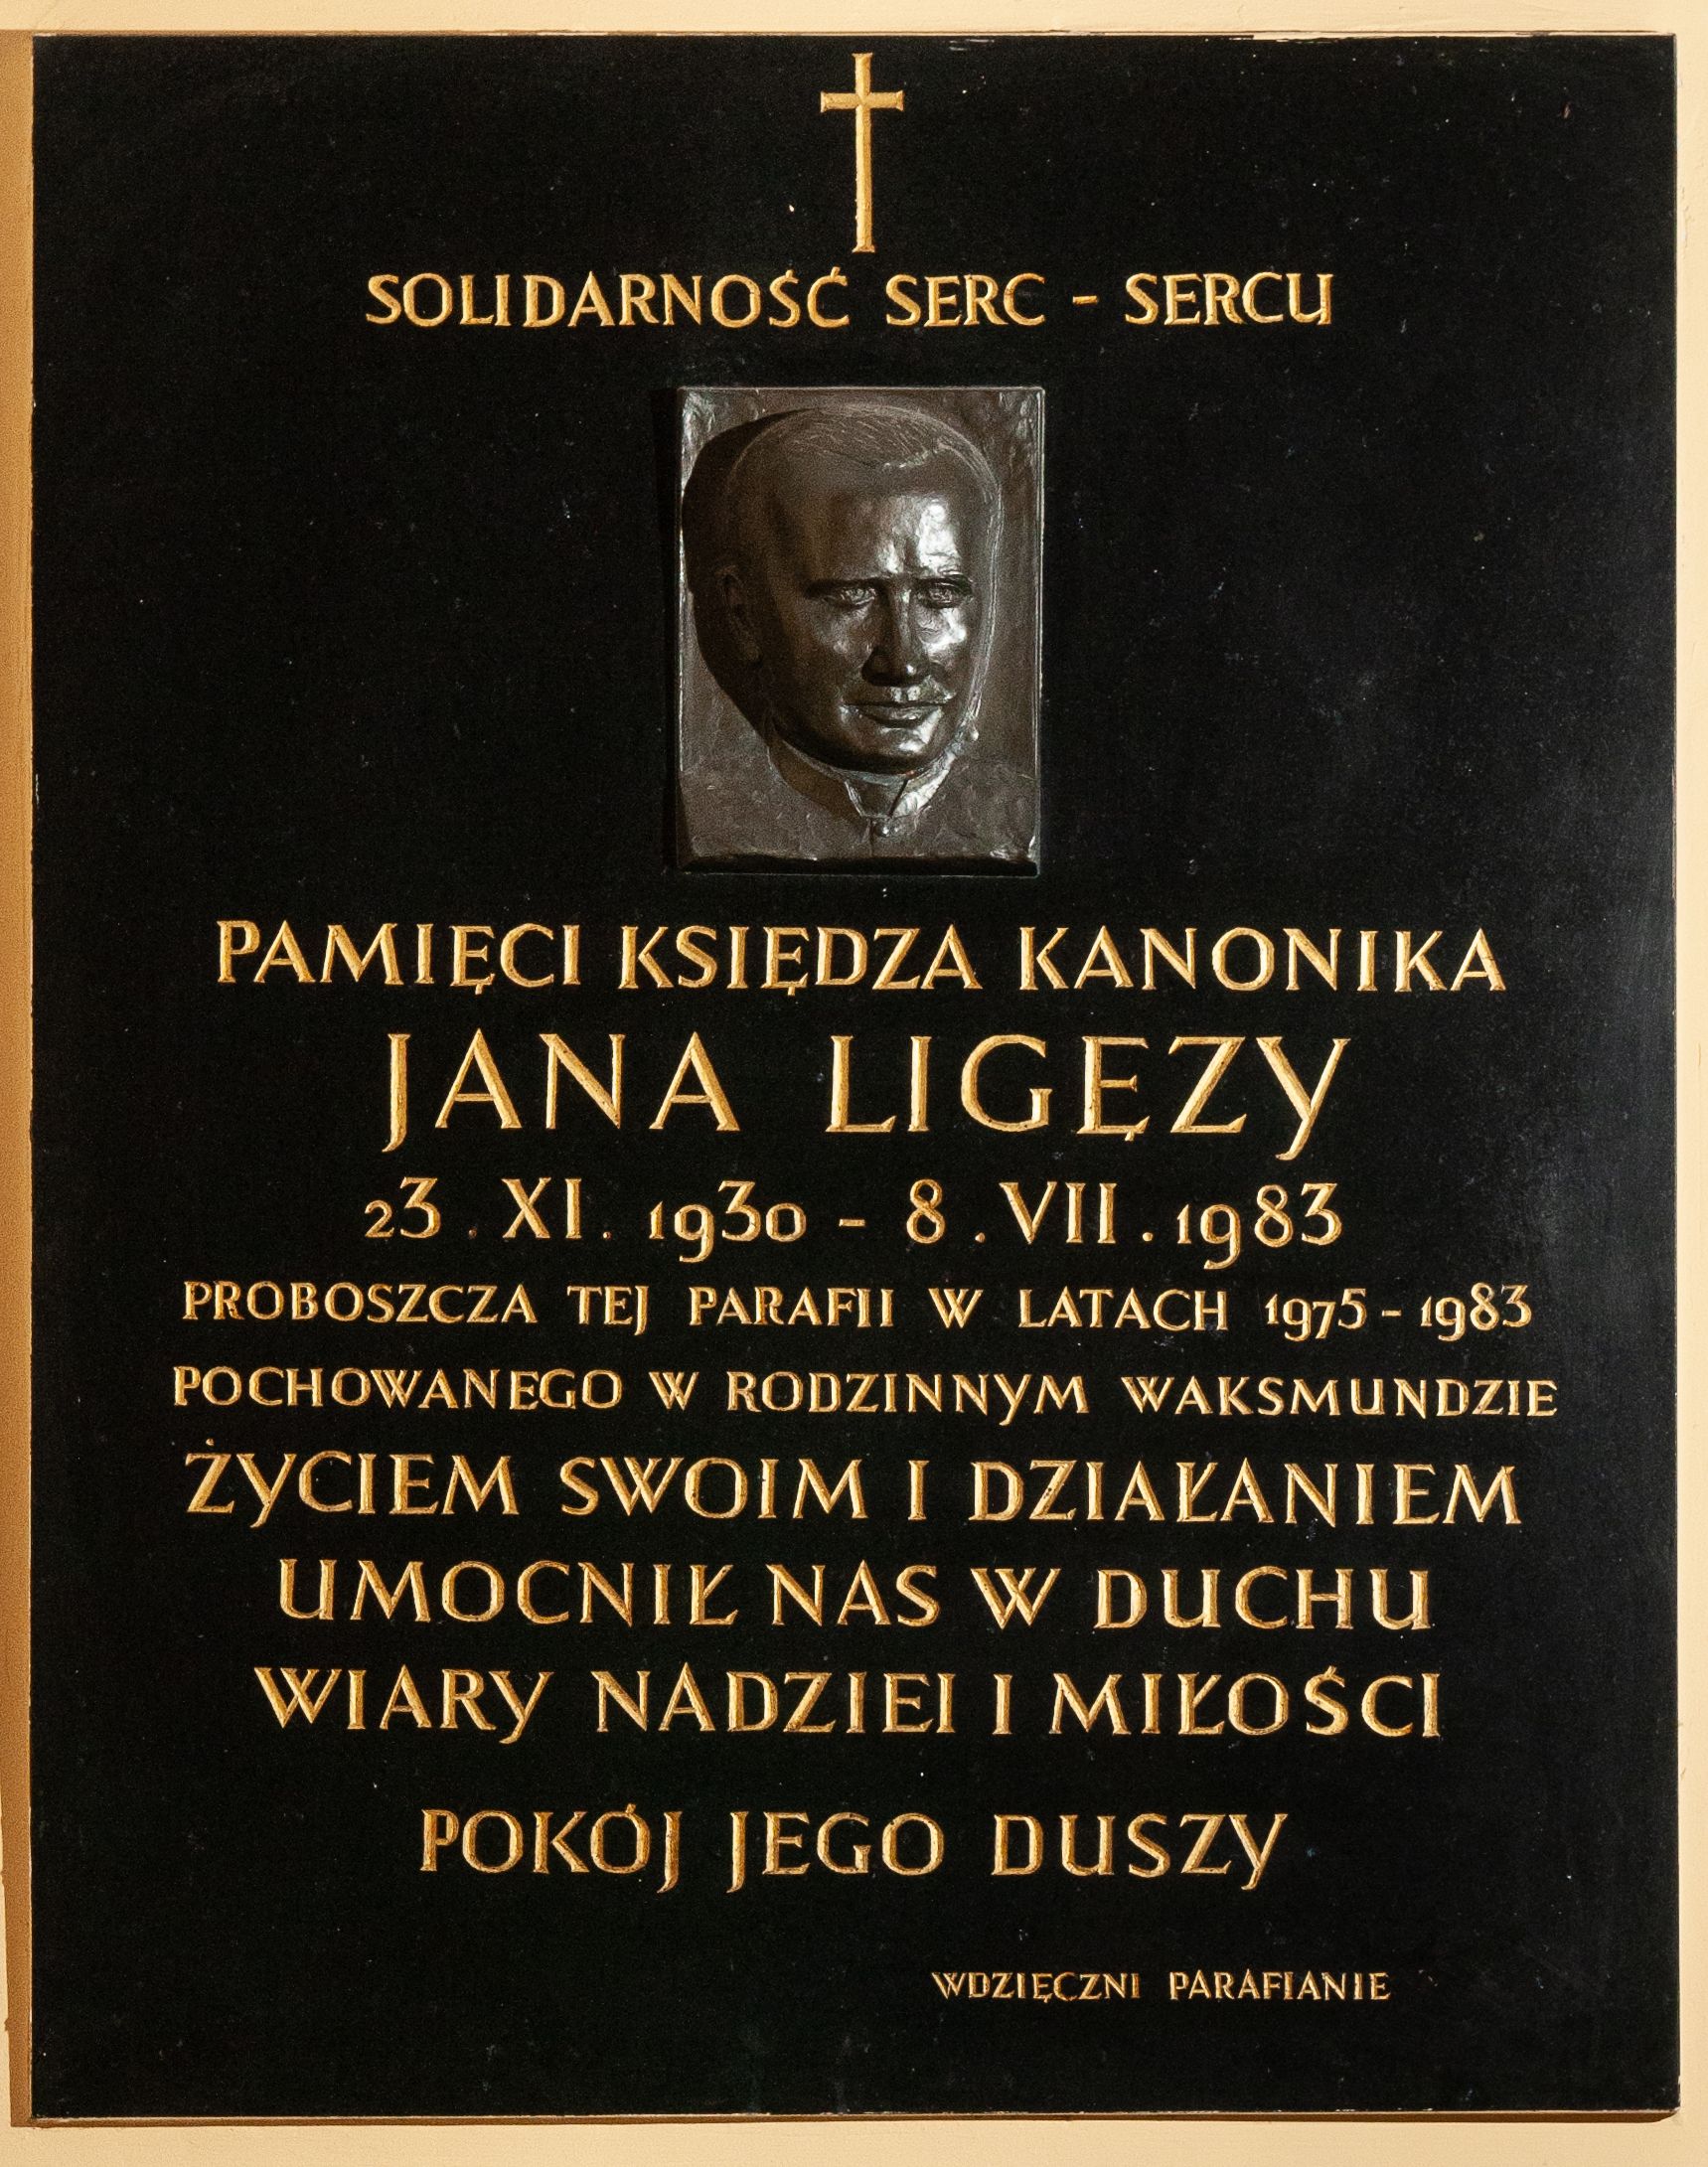 SOLIDARNOŚĆ SERC - SERCU
PAMIĘCI KSIĘDZA KANONIKA
JANA LIGĘZY
23. XI. 1930 - 8. VII. 1983
PROBOSZCZA TEJ PARAFII W LATACH 1975 - 1983
POCHOWANEGO W RODZINNYM WAKSMUNDZIE
ŻYCIEM SWOIM I DZIAŁANIEM
UMOCNIŁ NAS W DUCHU
WIARY NADZIEI I MIŁOŚCI
POKÓJ JEGO DUSZY
WDZIĘCZNI PARAFIANIE